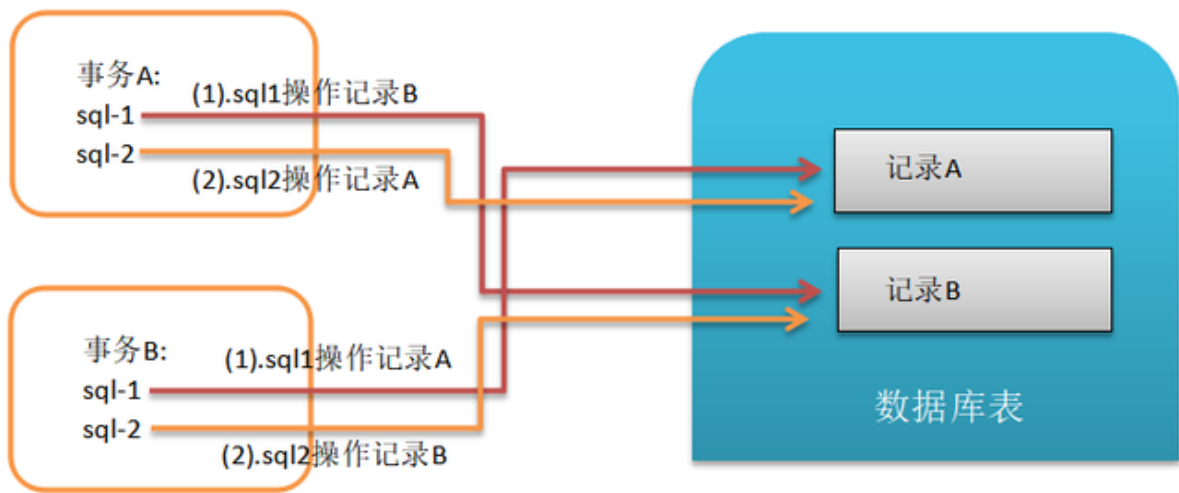 事务A:
(1).sql1操作记录B
sql-1
sql-2
(2).sql2操作记录A
记录A
记录B
事务B:
(1).sql1操作记录A
sql-1
sql-2
(2).sql2操作记录B
数据库表